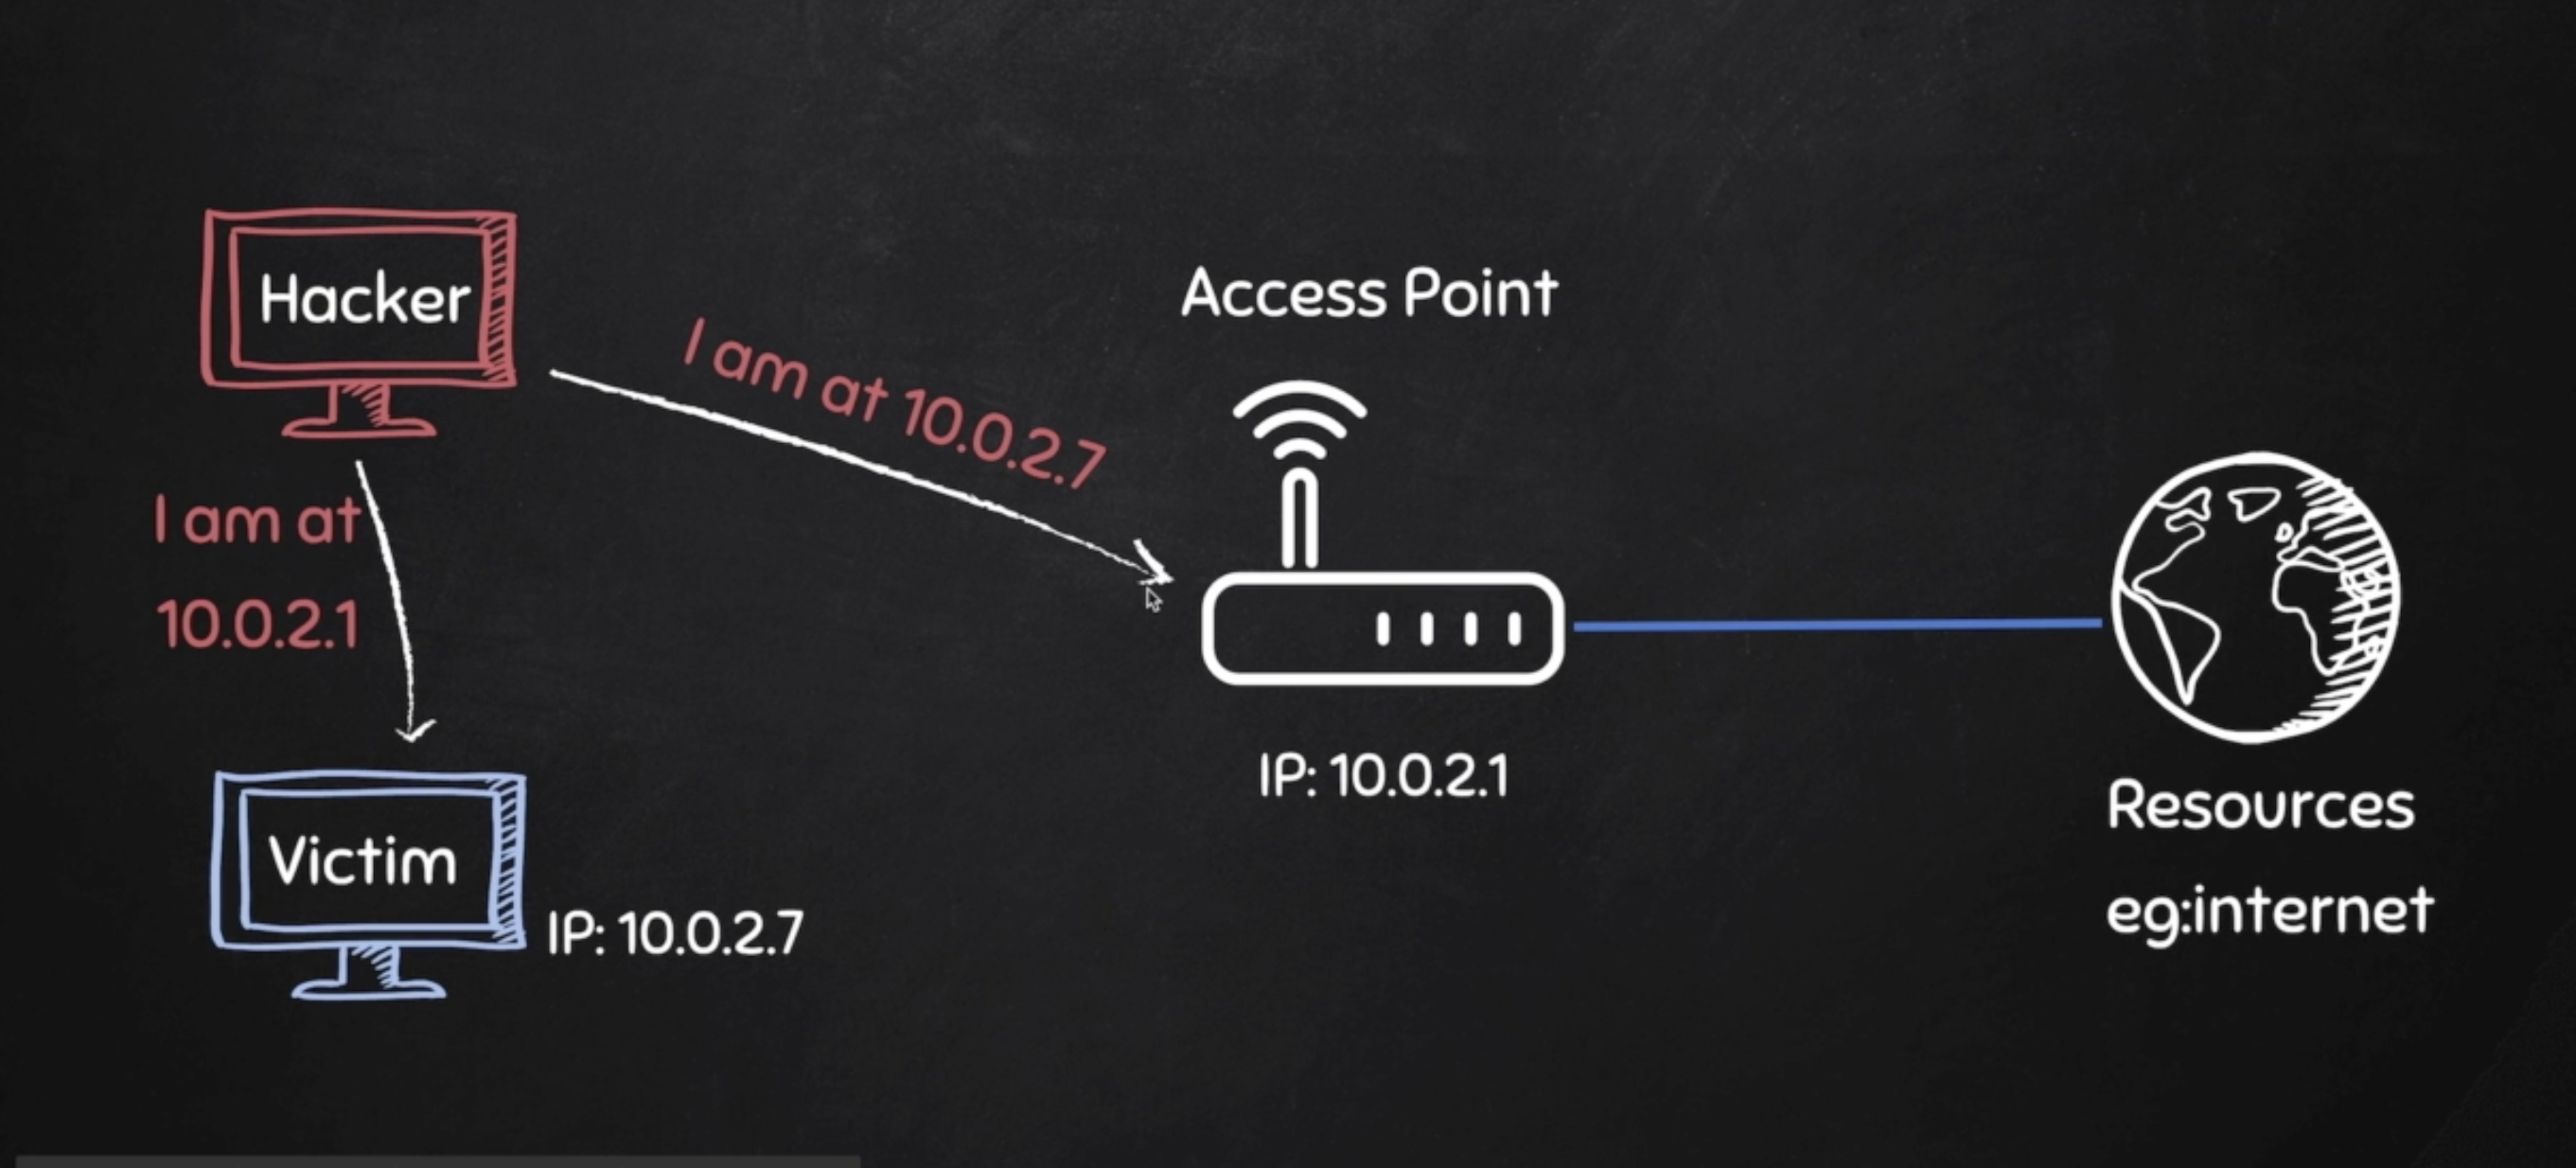 Hacker
I am at 10.0.2.7
Access Point
I am at
10.0.2.1
IP: 10.0.2.1
Victim
IP: 10.0.2.7
Resources
eg:internet